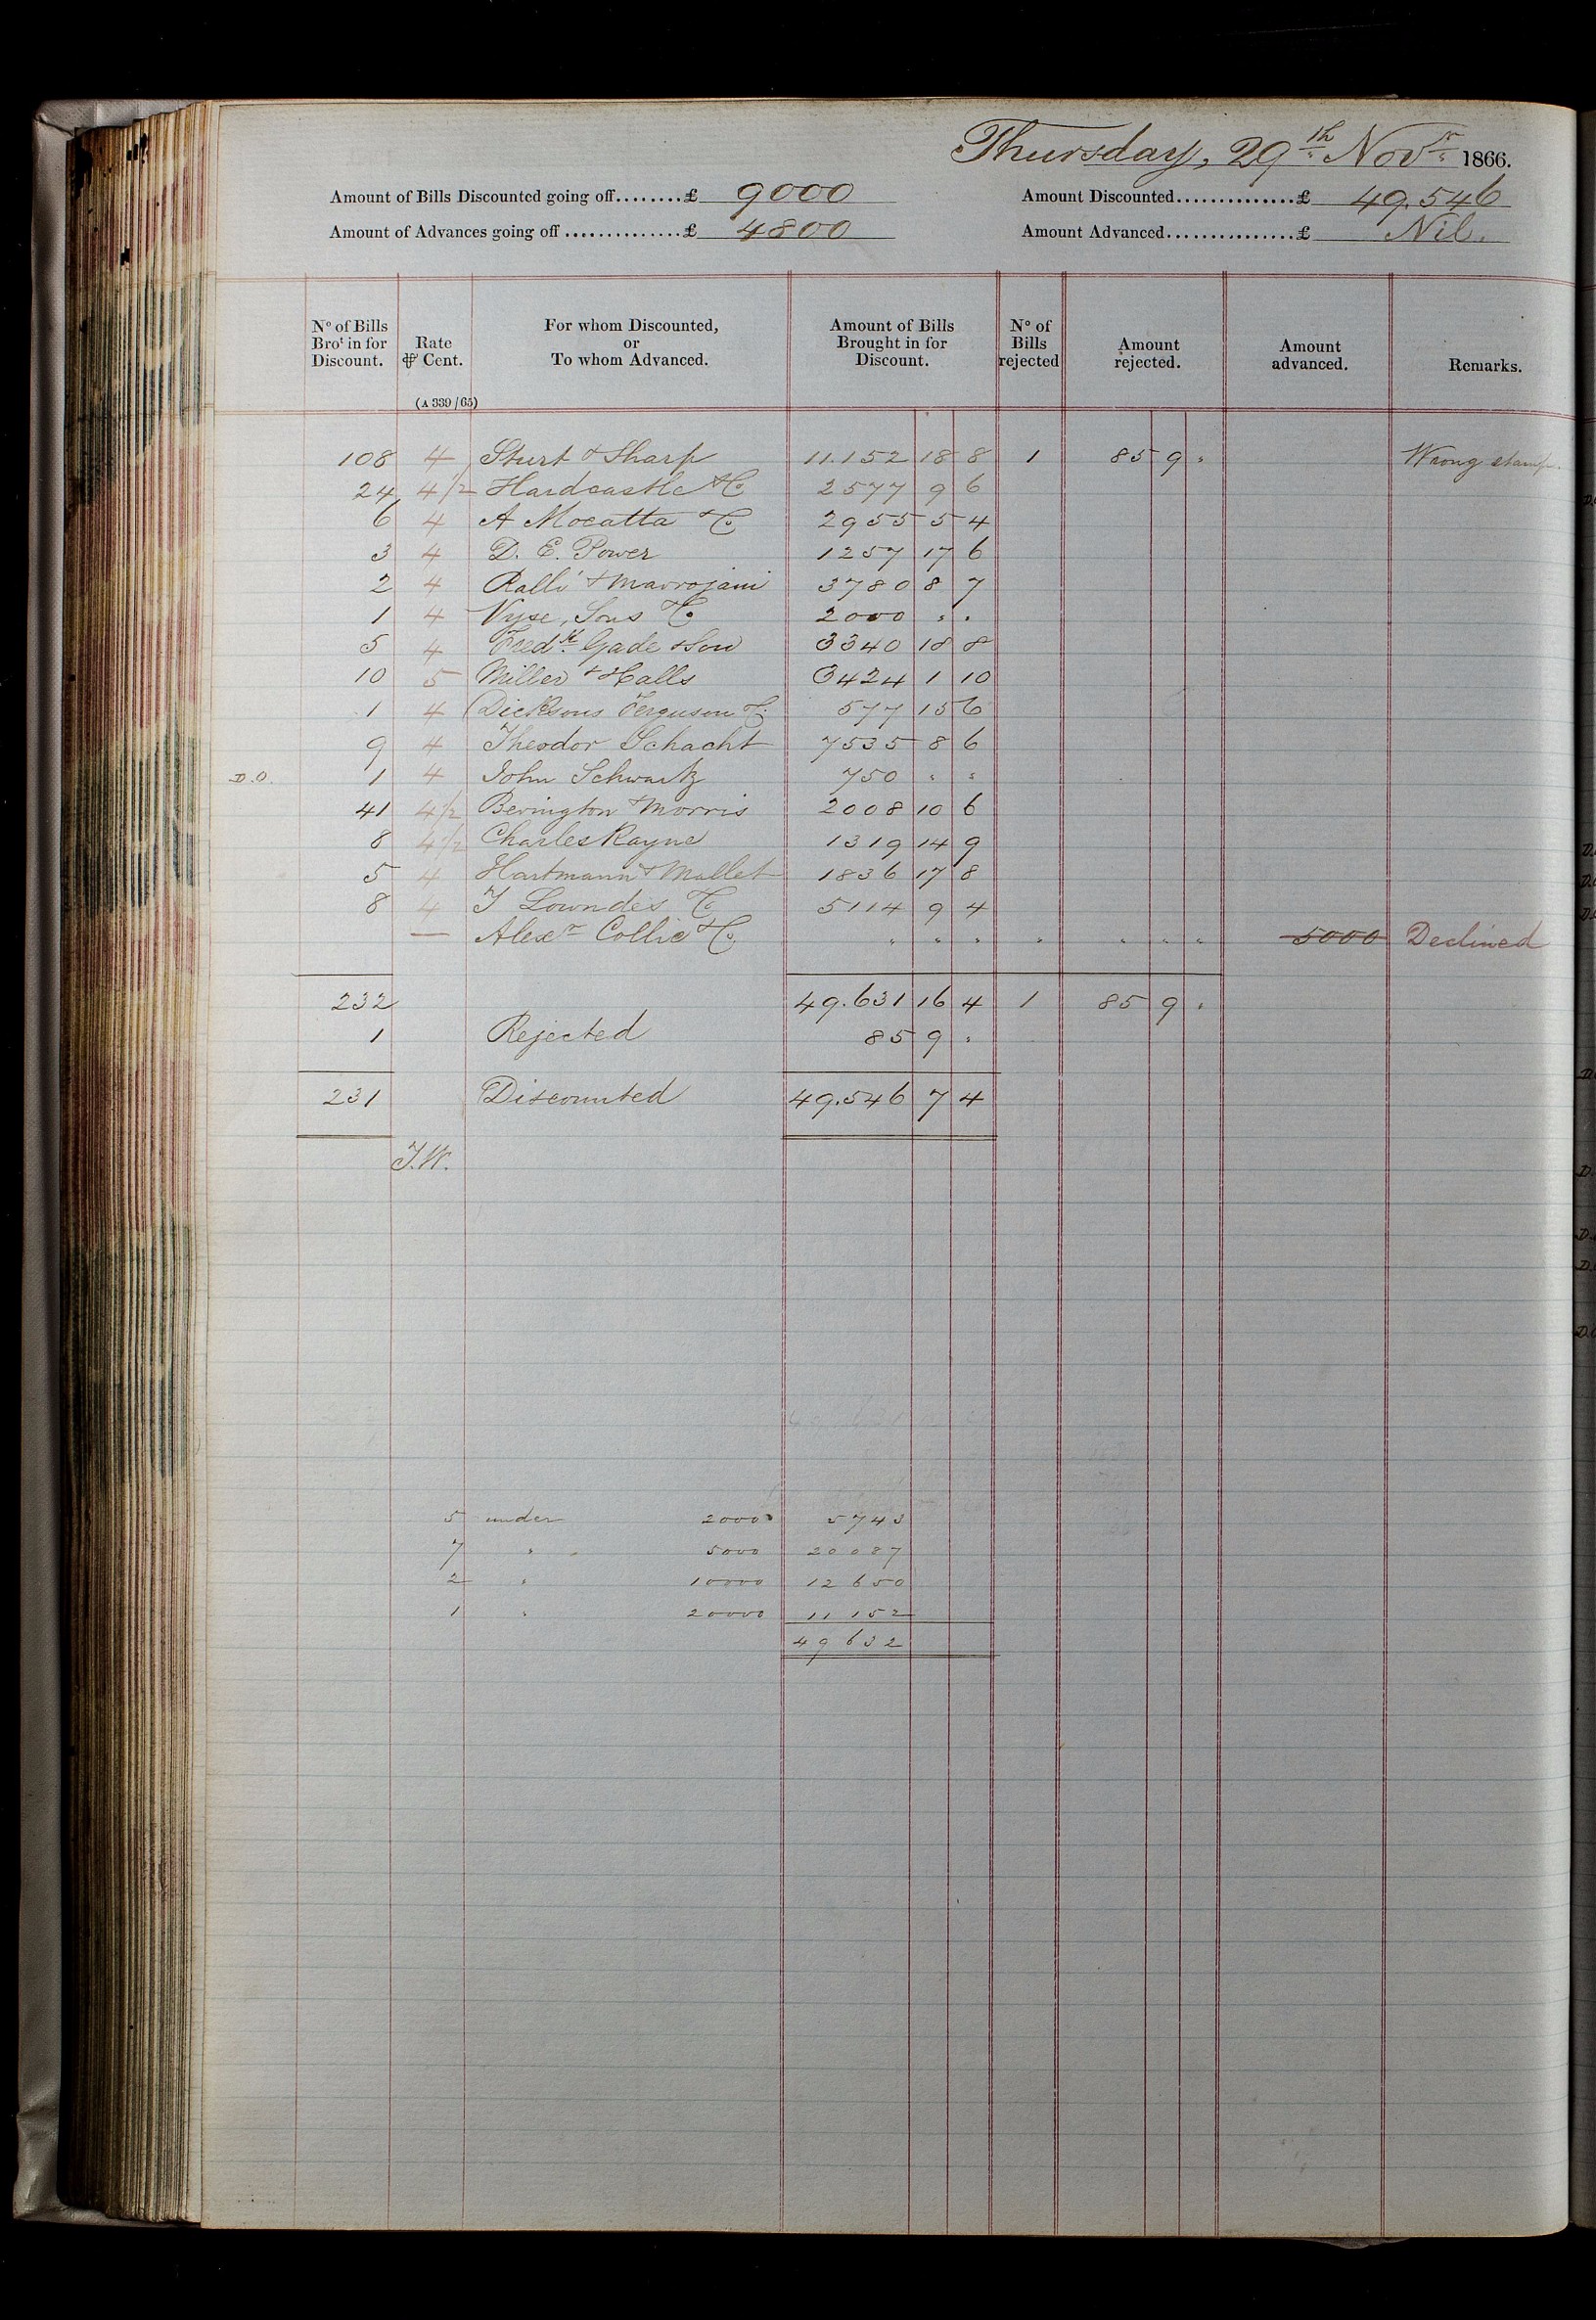 Thursday, 29th Novr 1866.
Amount of Bills Discounted going off........£ 9000 Amount Discounted..............£ 49.546
Amount of Advances going off ..............£ 4800 Amount Advanced...............£ Nil.
No of Bills Brot in for Discount. Rate ⅌ Cent. (A 339/65) For whom Discounted, or To whom Advanced. Amount of Bills Brought in for Discount. No of Bills rejected Amount rejected. Amount advanced. Remarks.
108 4 Sturt & Sharp 11.152 18 8 1 85 9 " Wrong stamp.
24 4/2 Hardcastle & Co 2577 9 6
6 4 A Mocatta & Co 2955 5 4
3 4 D. E. Power 1257 17 6
2 4 Ralli & Mavrojani 3780 8 7
1 4 Vyse, Sons & Co 2000 " "
5 4 Fredk Gade & Son 3340 18 8
10 5 Miller & Halls 3424 1 10
1 4 Dicksons Ferguson & Co 577 15 6
9 4 Theodor Schacht 7535 8 6
D.O. 1 4 John Schwartz 750 " "
41 4/2 Berington & Morris 2008 10 6
8 4/2 Charles Rayne 1319 14 9
5 4 Hartmann & Mallet 1836 17 8
8 4 T Lowndes & Co 5114 9 4
— Alexr Collie & Co " " " " " " " 5000 Declined
232 49.631 16 4 1 85 9 "
1 Rejected 85 9 "
231 Discounted 49.546 7 4
T.W.
5 under 2000 5743
7 " 5000 20087
2 " 10000 12650
1 " 20000 11152
49632